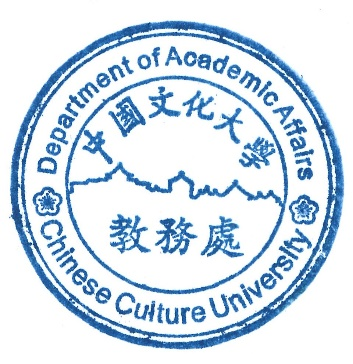 Department of Academic Affairs
中國文化大學
教務處
Chinese Culture University